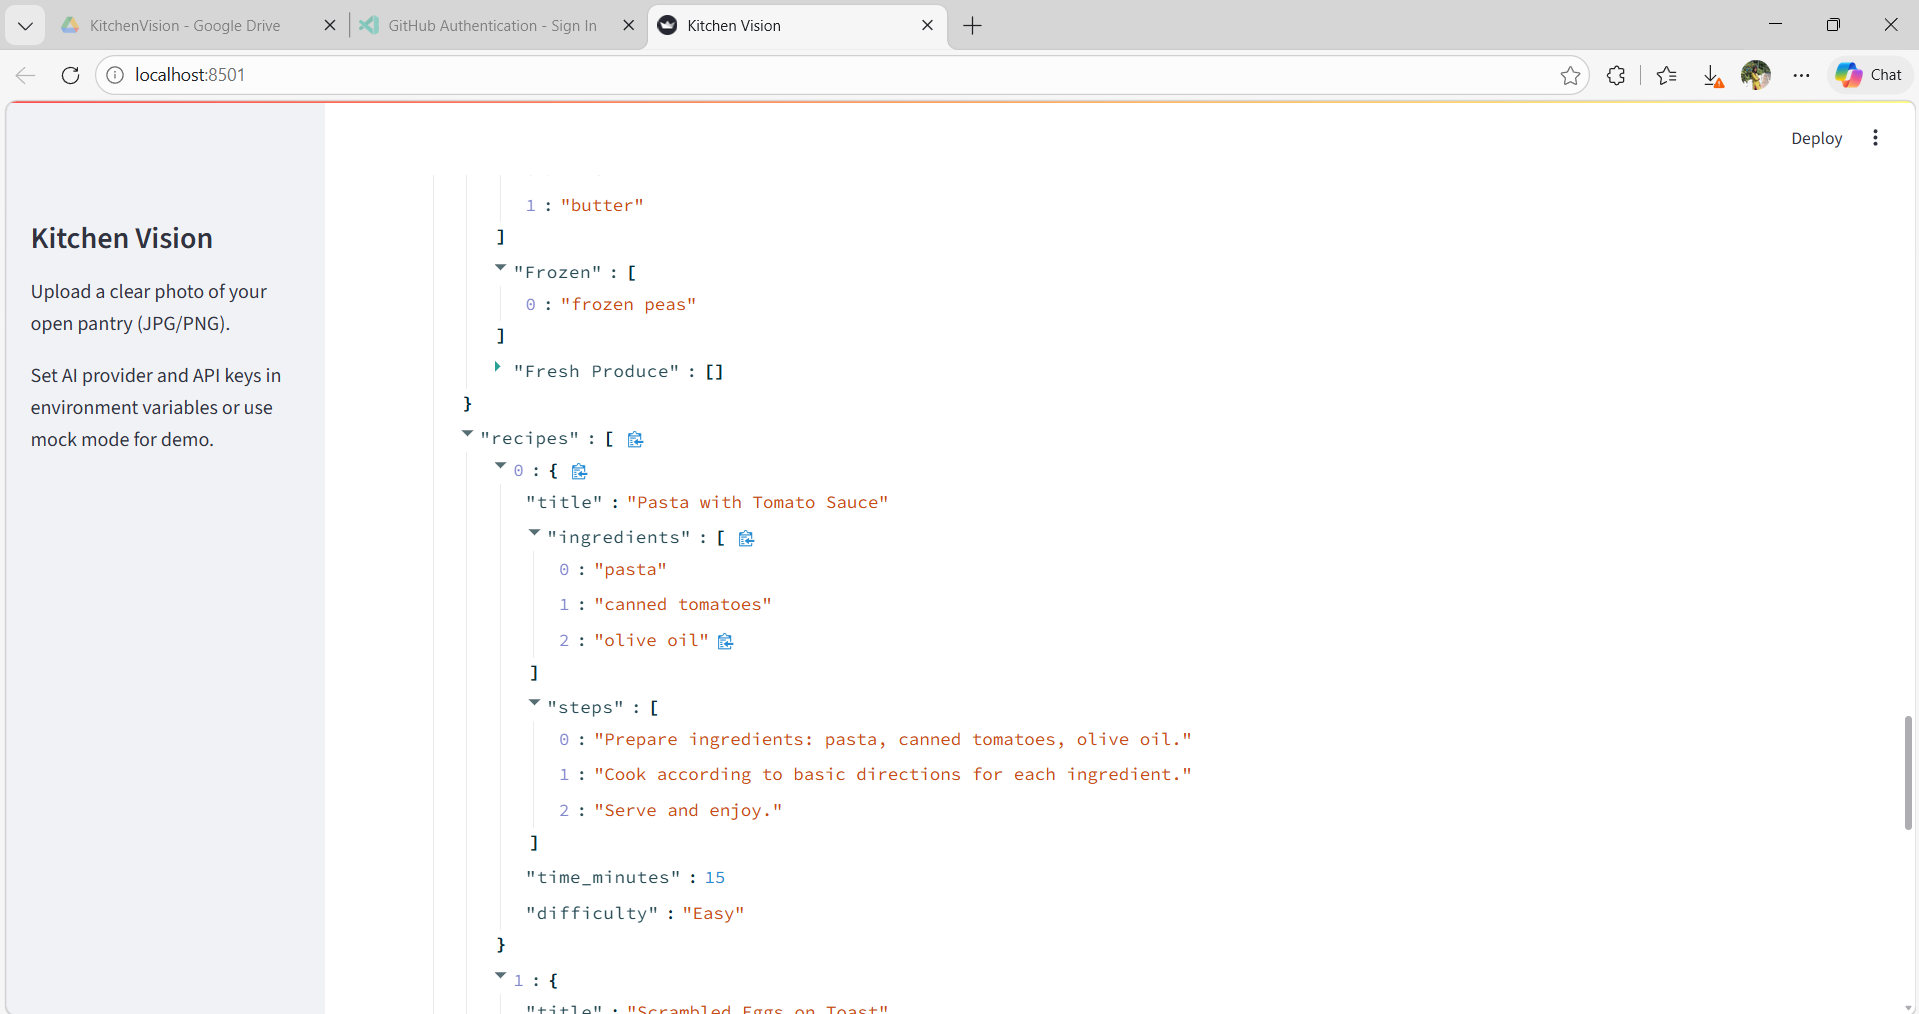 KitchenVision - Google Drive
GitHub Authentication - Sign In
Kitchen Vision
localhost:8501
Chat
Deploy
Kitchen Vision
Upload a clear photo of your
open pantry (JPG/PNG).
Set AI provider and API keys in
environment variables or use
mock mode for demo.
1 : "butter"
]
"Frozen" : [
0 : "frozen peas"
]
"Fresh Produce" : []
}
"recipes" : [
0 : {
"title" : "Pasta with Tomato Sauce"
"ingredients" : [
0 : "pasta"
1 : "canned tomatoes"
2 : "olive oil"
]
"steps" : [
0 : "Prepare ingredients: pasta, canned tomatoes, olive oil."
1 : "Cook according to basic directions for each ingredient."
2 : "Serve and enjoy."
]
"time_minutes" : 15
"difficulty" : "Easy"
}
1 : {
"title" : "Scrambled Eggs on Toast"